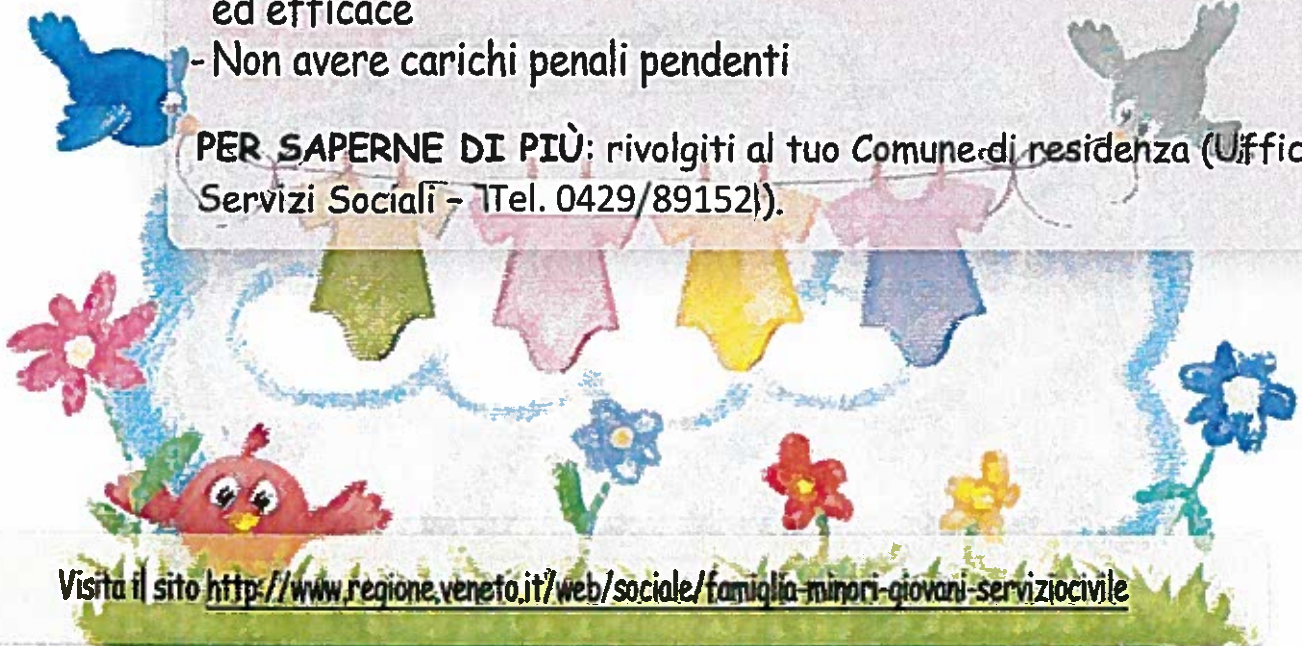 ed efficace
- Non avere carichi penali pendenti
PER SAPERNE DI PIÙ: rivolgiti al tuo Comune di residenza (Uffic
Servizi Sociali - Tel. 0429/89152).
Visita il sito http://www.regione.veneto.it/web/sociale/famiglia-minori-giovani-serviziocivile